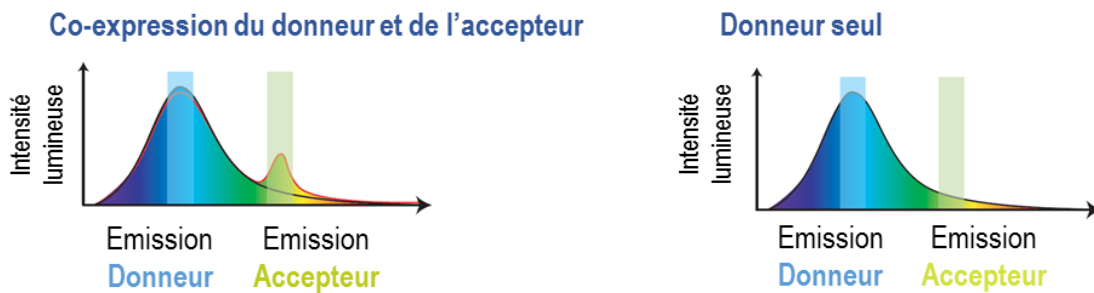 Co-expression du donneur et de l’accepteur
Intensité
lumineuse
Emission
Donneur
Emission
Accepteur
Donneur seul
Intensité
lumineuse
Emission
Donneur
Emission
Accepteur